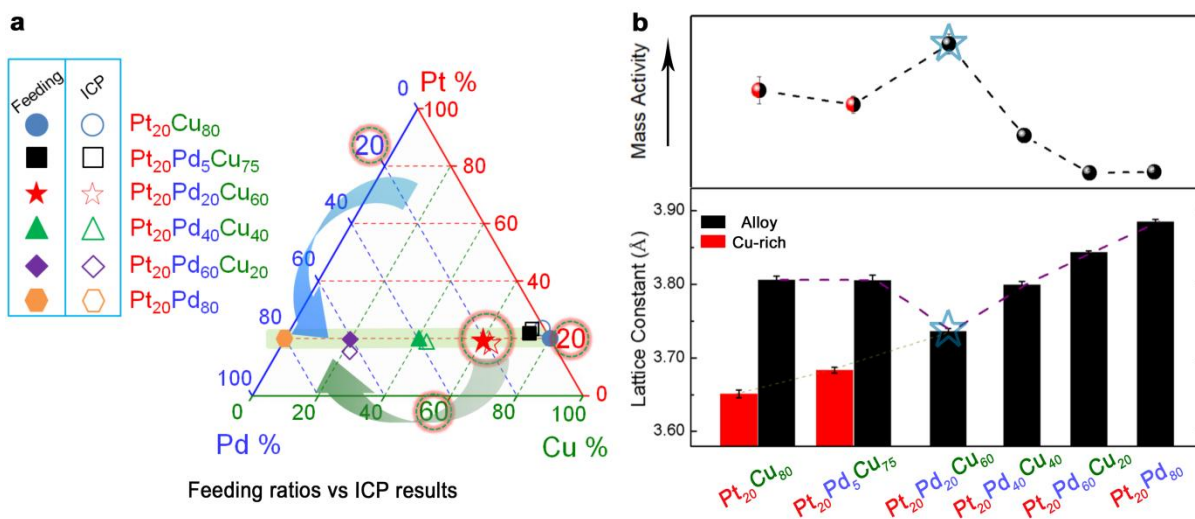 a
Feeding
ICP
Pt20Cu80
Pt20Pd5Cu75
Pt20Pd20Cu60
Pt20Pd40Cu40
Pt20Pd60Cu20
Pt20Pd80
Pt %
0
20
40
60
80
100
100
80
60
40
20
0
0
20
40
60
80
100
Pd %
Cu %
Feeding ratios vs ICP results
b
Mass Activity
Lattice Constant (Å)
3.90
3.80
3.70
3.60
Alloy
Cu-rich
Pt20Cu80
Pt20Pd5Cu75
Pt20Pd20Cu60
Pt20Pd40Cu40
Pt20Pd60Cu20
Pt20Pd80